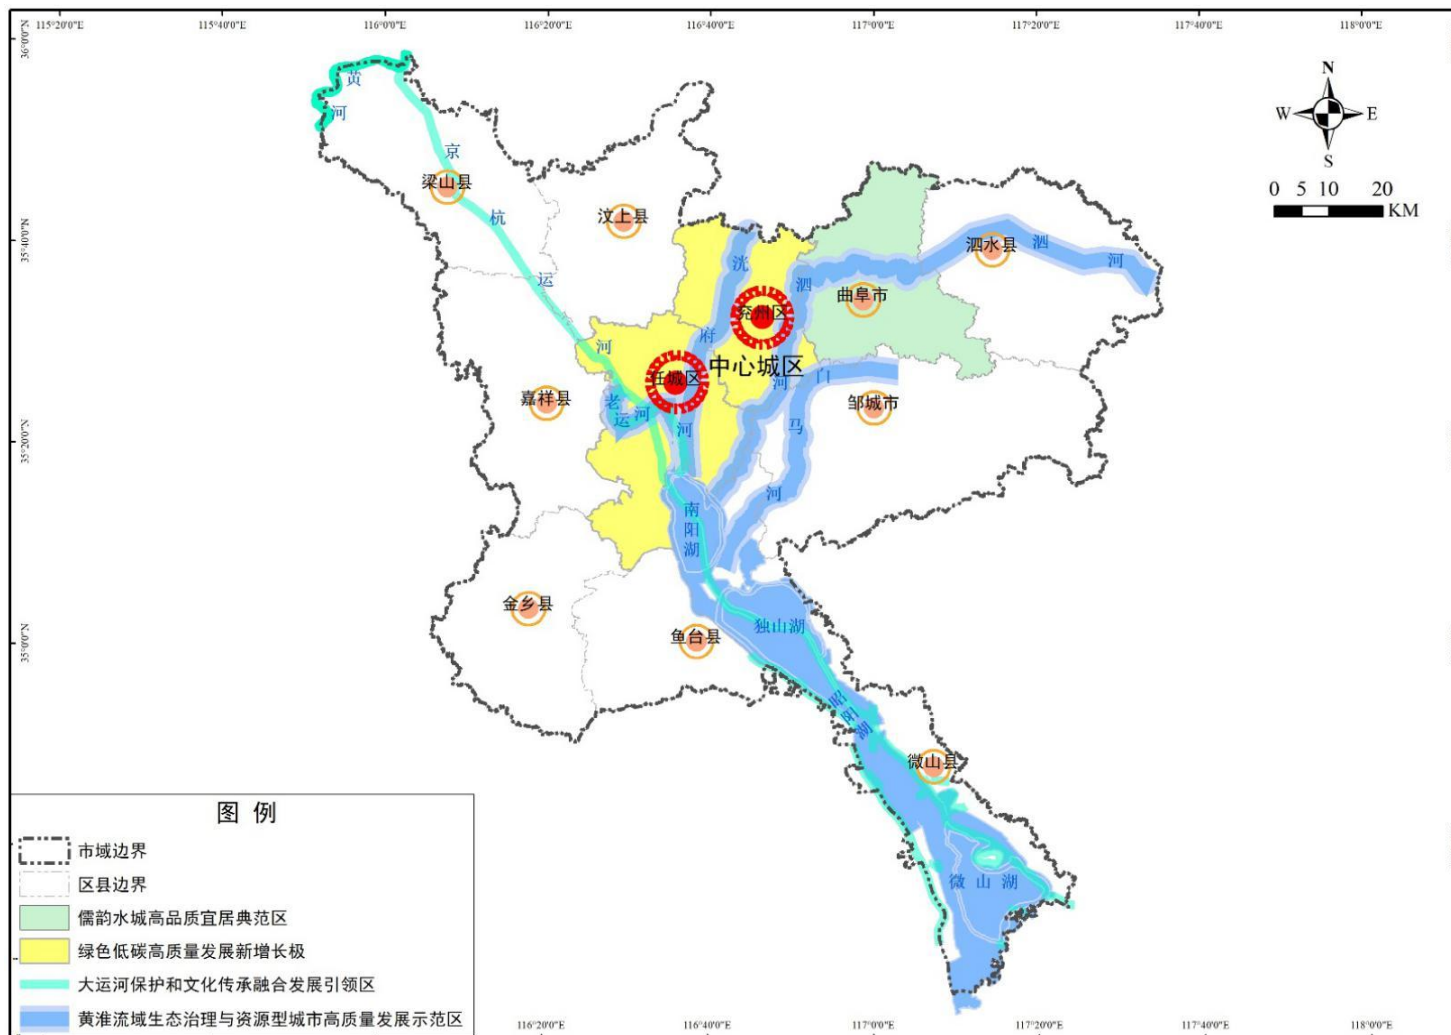 115°20'0"E 115°40'0"E 116°0'0"E 116°20'0"E 116°40'0"E 117°0'0"E 117°20'0"E 117°40'0"E 118°0'0"E
36°0'0"N
35°40'0"N
35°20'0"N
35°0'0"N
N
W E
S
0 5 10 20
KM
黄河
京杭运河
梁山县
汶上县
泗水县
泗河
洸府河
泗河
曲阜市
兖州区
中心城区
任城区
白马河
嘉祥县
老运河
邹城市
南阳湖
金乡县
独山湖
鱼台县
昭阳湖
微山县
微山湖
图 例
市域边界
区县边界
儒韵水城高品质宜居典范区
绿色低碳高质量发展新增长极
大运河保护和文化传承融合发展引领区
黄淮流域生态治理与资源型城市高质量发展示范区
116°20'0"E 116°40'0"E 117°0'0"E 117°20'0"E 117°40'0"E 118°0'0"E